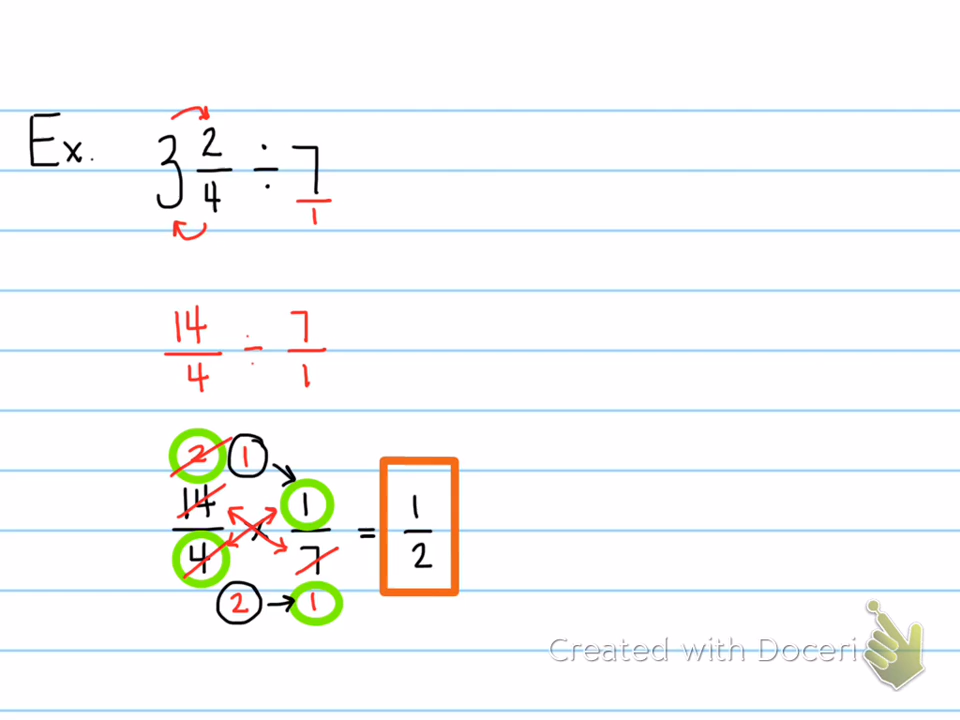 Ex. 3 2/4 ÷ 7/1
14/4 ÷ 7/1
2 1
14/4 × 1/7 = 1/2
2 → 1
Created with Doceri